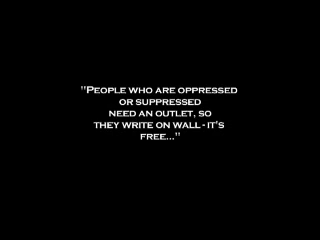 "People who are oppressed
or suppressed
need an outlet, so
they write on wall - it's
free..."